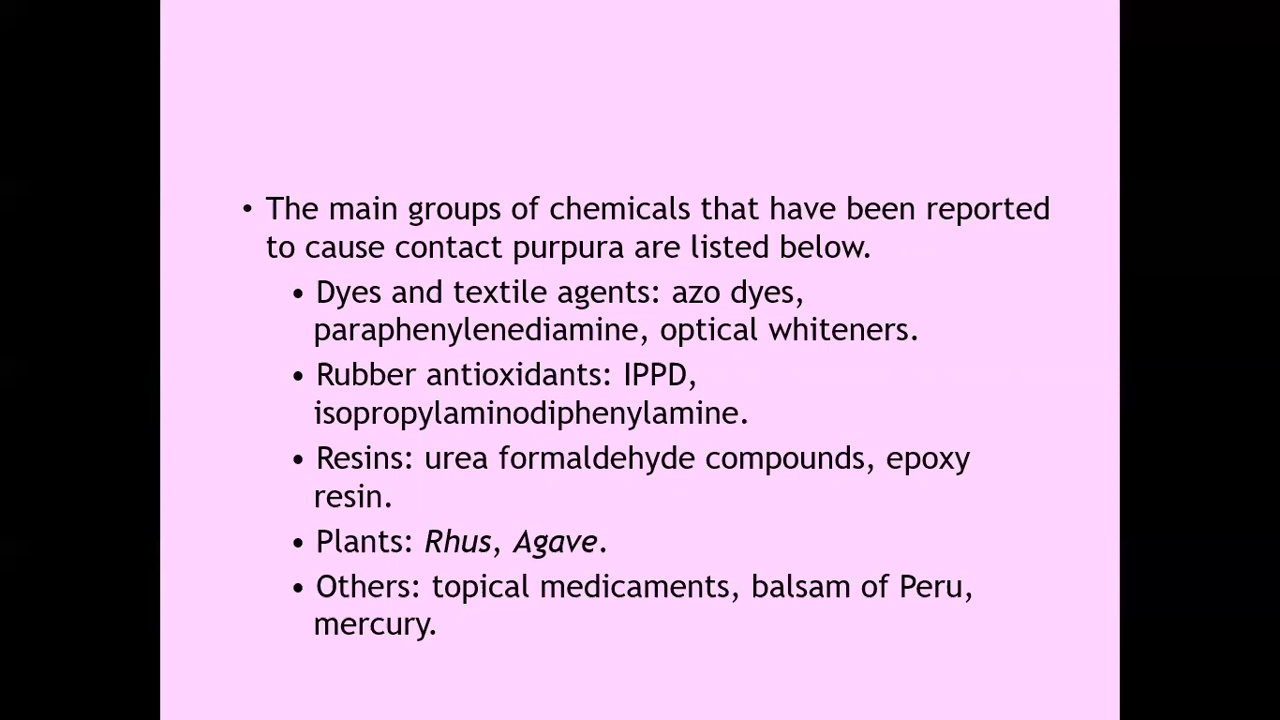 • The main groups of chemicals that have been reported
to cause contact purpura are listed below.
• Dyes and textile agents: azo dyes,
paraphenylenediamine, optical whiteners.
• Rubber antioxidants: IPPD,
isopropylaminodiphenylamine.
• Resins: urea formaldehyde compounds, epoxy
resin.
• Plants: Rhus, Agave.
• Others: topical medicaments, balsam of Peru,
mercury.